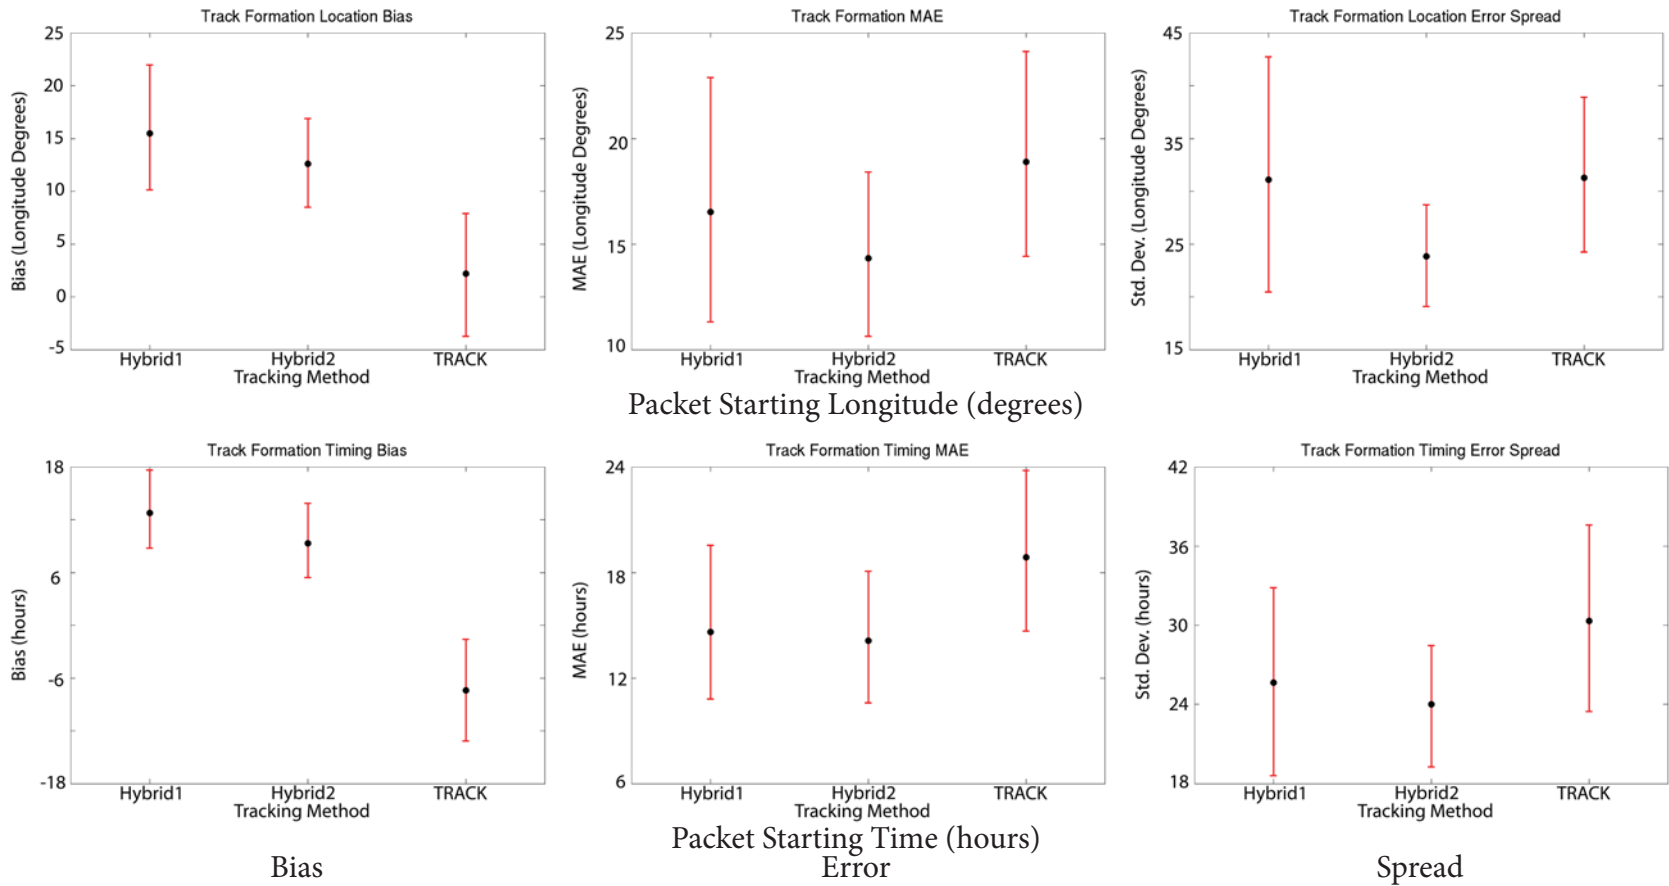 Track Formation Location Bias
25
20
15
10
5
0
-5
Bias (Longitude Degrees)
Hybrid1 Hybrid2 TRACK
Tracking Method
Track Formation MAE
25
20
15
10
MAE (Longitude Degrees)
Hybrid1 Hybrid2 TRACK
Tracking Method
Track Formation Location Error Spread
45
35
25
15
Std. Dev. (Longitude Degrees)
Hybrid1 Hybrid2 TRACK
Tracking Method
Packet Starting Longitude (degrees)
Track Formation Timing Bias
18
6
-6
-18
Bias (hours)
Hybrid1 Hybrid2 TRACK
Tracking Method
Track Formation Timing MAE
24
18
12
6
MAE (hours)
Hybrid1 Hybrid2 TRACK
Tracking Method
Track Formation Timing Error Spread
42
36
30
24
18
Std. Dev. (hours)
Hybrid1 Hybrid2 TRACK
Tracking Method
Packet Starting Time (hours)
Bias Error Spread